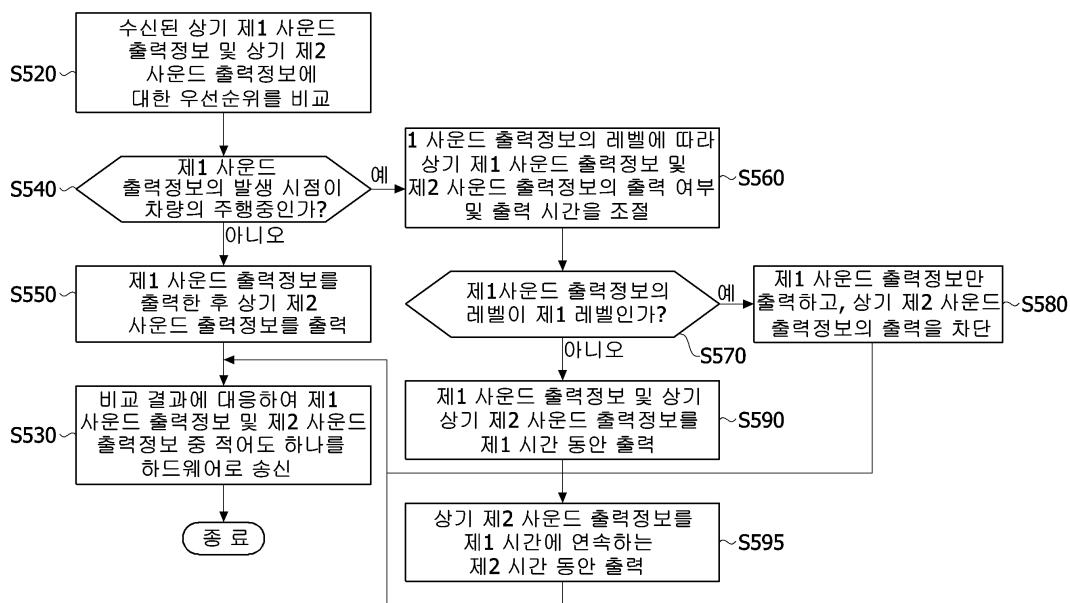 수신된 상기 제1 사운드
출력정보 및 상기 제2
사운드 출력정보에
대한 우선순위를 비교
S520
제1 사운드
출력정보의 발생 시점이
차량의 주행중인가?
S540
예
아니오
1 사운드 출력정보의 레벨에 따라
상기 제1 사운드 출력정보 및
제2 사운드 출력정보의 출력 여부
및 출력 시간을 조절
S560
제1 사운드 출력정보를
출력한 후 상기 제2
사운드 출력정보를 출력
S550
제1사운드 출력정보의
레벨이 제1 레벨인가?
S570
예
아니오
제1 사운드 출력정보만
출력하고, 상기 제2 사운드
출력정보의 출력을 차단
S580
비교 결과에 대응하여 제1
사운드 출력정보 및 제2 사운드
출력정보 중 적어도 하나를
하드웨어로 송신
S530
제1 사운드 출력정보 및 상기
상기 제2 사운드 출력정보를
제1 시간 동안 출력
S590
종 료
상기 제2 사운드 출력정보를
제1 시간에 연속하는
제2 시간 동안 출력
S595